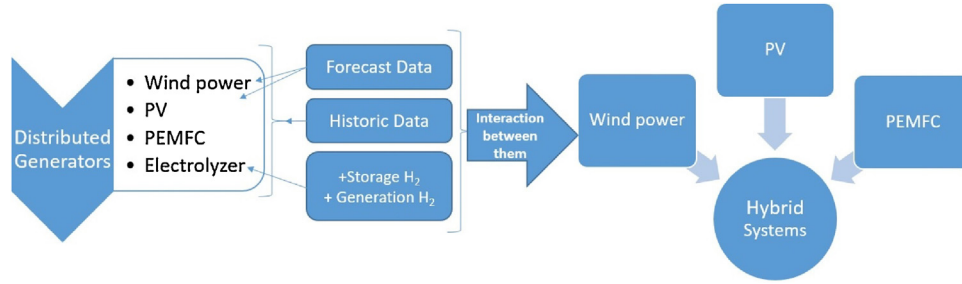 Distributed
Generators
• Wind power
• PV
• PEMFC
• Electrolyzer
Forecast Data
Historic Data
+Storage H₂
+ Generation H₂
Interaction
between
them
Wind power
PV
PEMFC
Hybrid
Systems